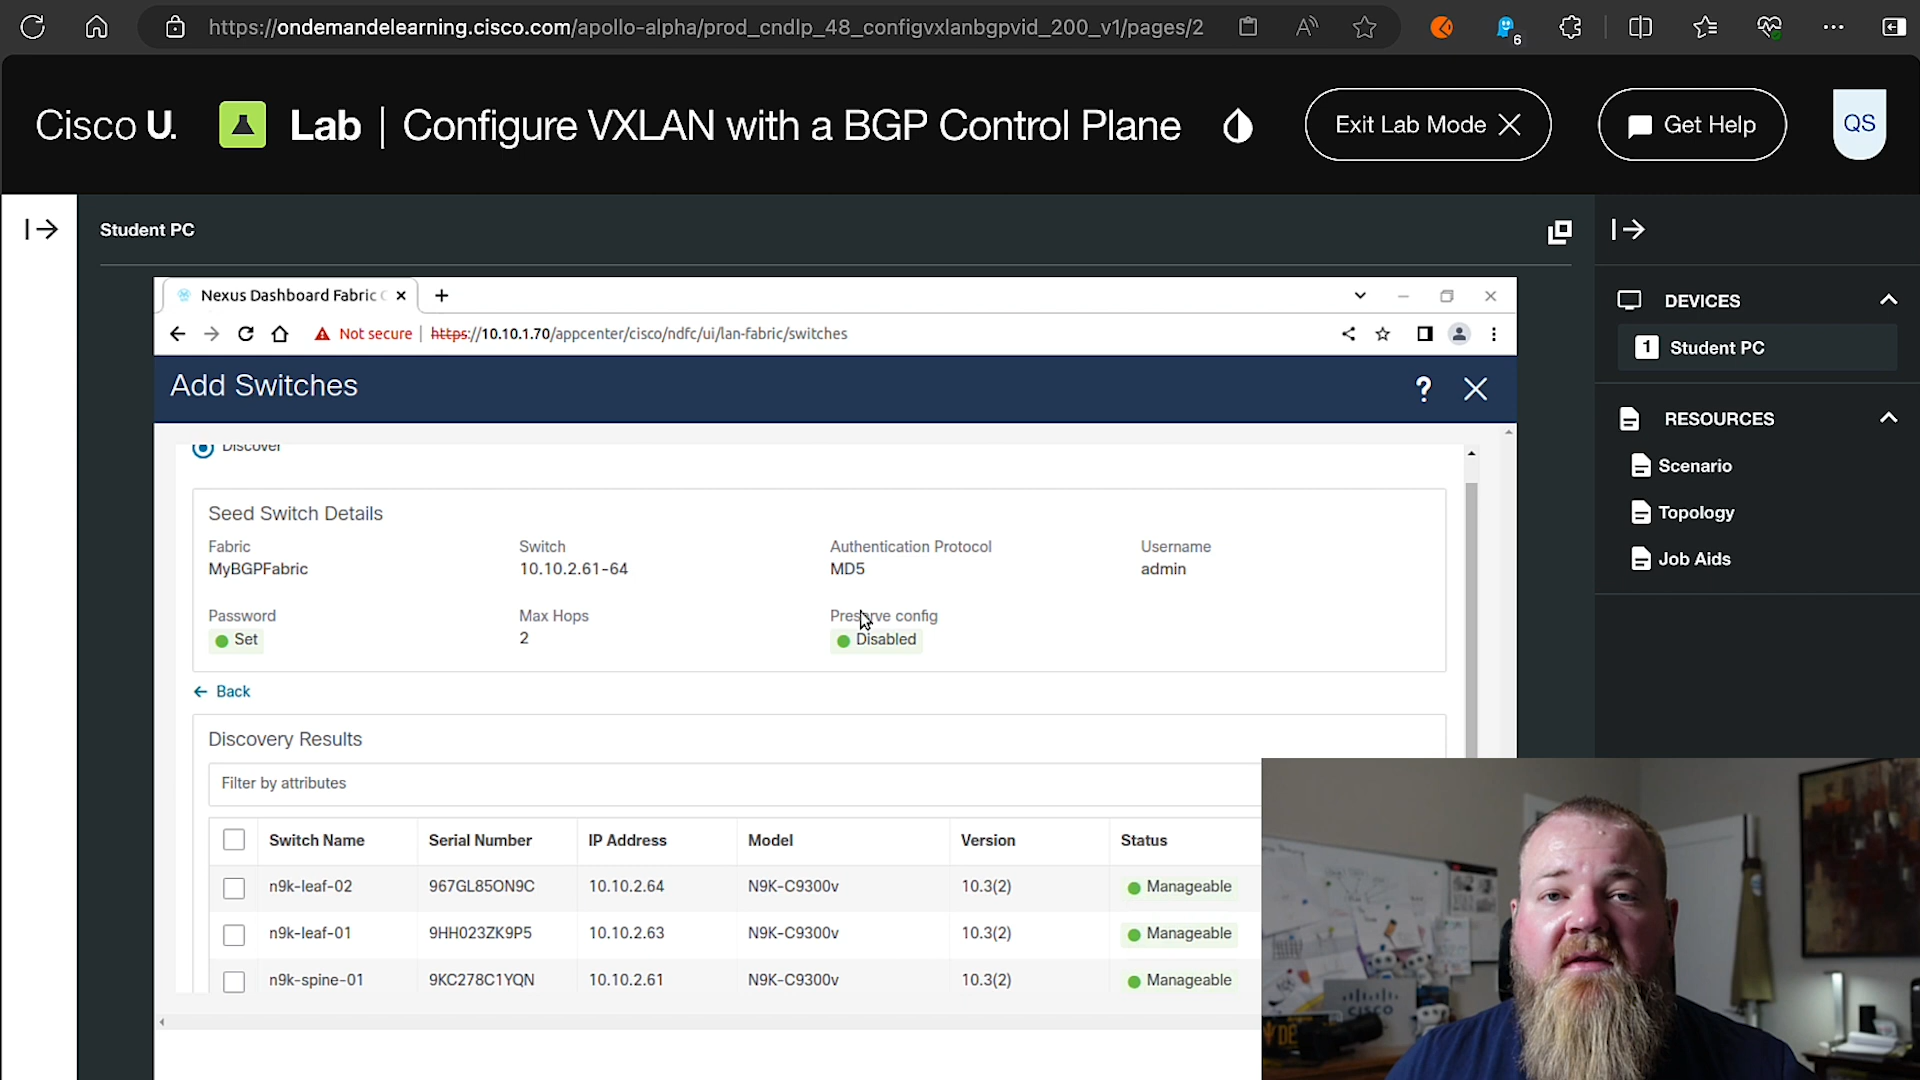 https://ondemandelearning.cisco.com/apollo-alpha/prod_cndlp_48_configvxlanbgpvid_200_v1/pages/2
6
Cisco U.
Lab | Configure VXLAN with a BGP Control Plane
Exit Lab Mode
Get Help
QS
Student PC
Nexus Dashboard Fabric C
Not secure
https://10.10.1.70/appcenter/cisco/ndfc/ui/lan-fabric/switches
Add Switches
?
Discover
Seed Switch Details
Fabric Switch Authentication Protocol Username
MyBGPFabric 10.10.2.61-64 MD5 admin
Password Max Hops Preserve config
Set 2 Disabled
Back
Discovery Results
Filter by attributes
Switch Name Serial Number IP Address Model Version Status
n9k-leaf-02 967GL85ON9C 10.10.2.64 N9K-C9300v 10.3(2) Manageable
n9k-leaf-01 9HH023ZK9P5 10.10.2.63 N9K-C9300v 10.3(2) Manageable
n9k-spine-01 9KC278C1YQN 10.10.2.61 N9K-C9300v 10.3(2) Manageable
DEVICES
1 Student PC
RESOURCES
Scenario
Topology
Job Aids
CISCO